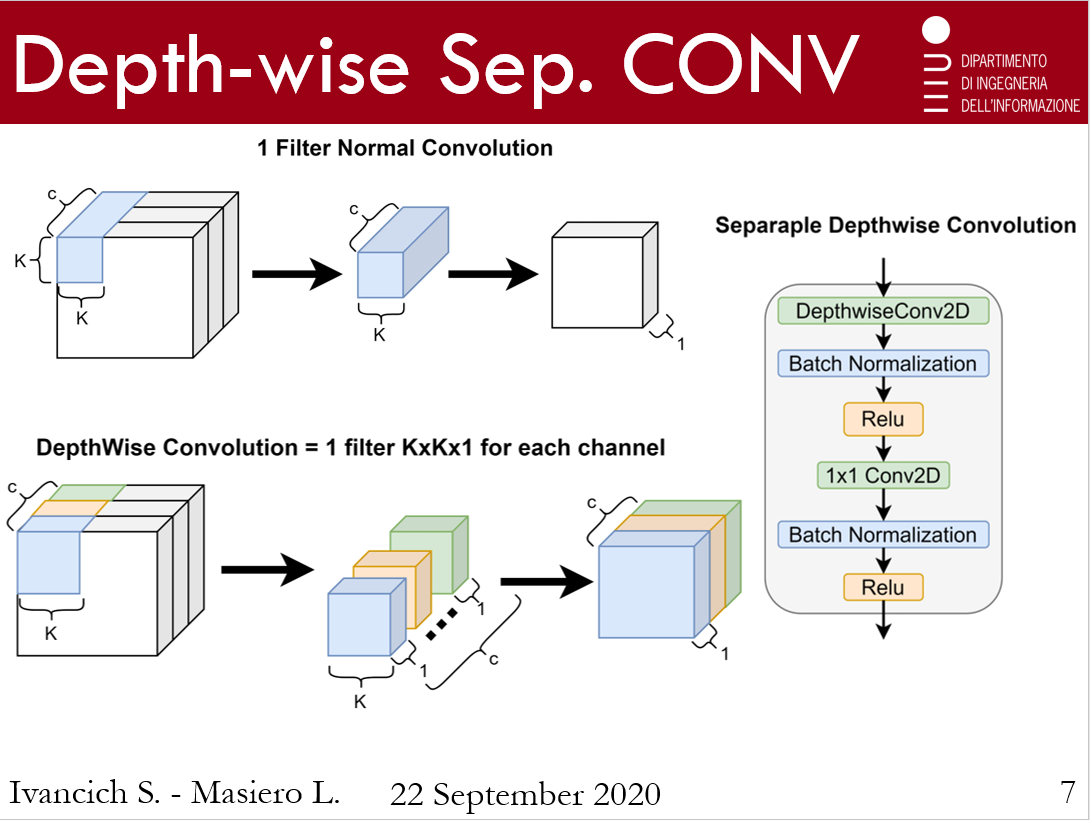 Depth-wise Sep. CONV
DIPARTIMENTO
DI INGEGNERIA
DELL'INFORMAZIONE
1 Filter Normal Convolution
c
K
K
c
K
1
Separaple Depthwise Convolution
DepthwiseConv2D
Batch Normalization
Relu
1x1 Conv2D
Batch Normalization
Relu
DepthWise Convolution = 1 filter KxKx1 for each channel
c
K
K
1
1
c
c
1
Ivancich S. - Masiero L.
22 September 2020
7